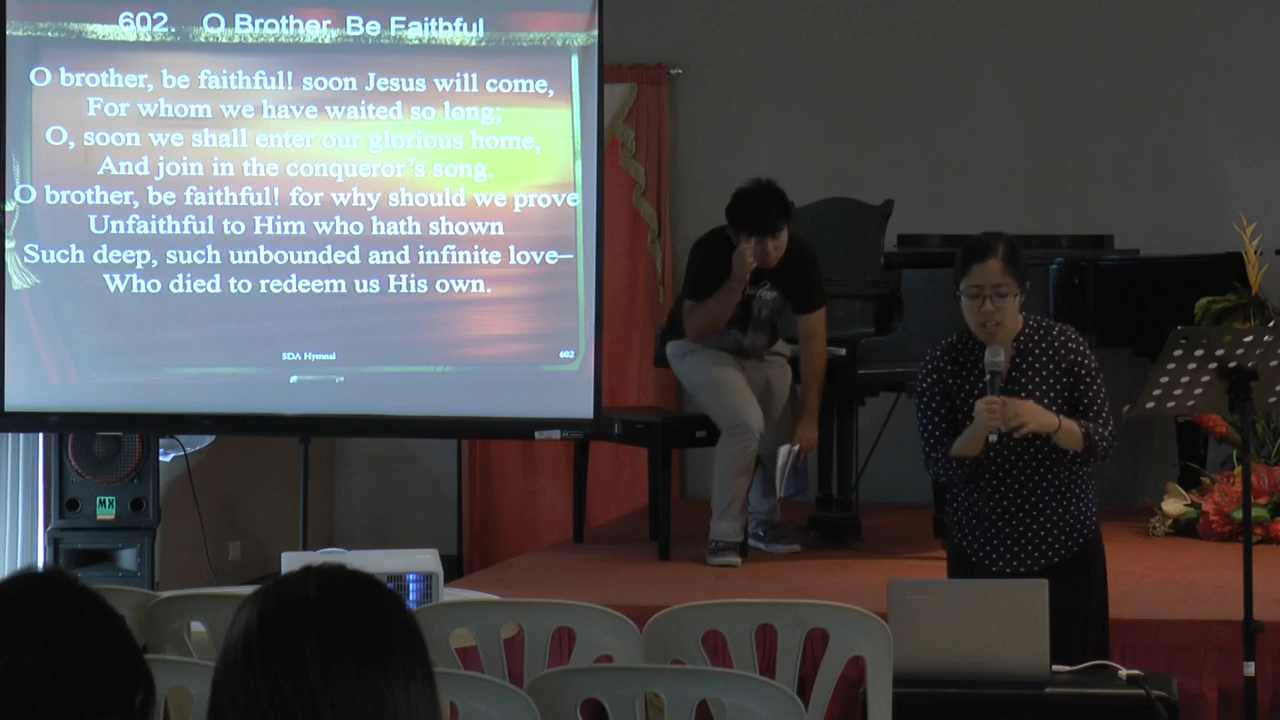 602. O Brother, Be Faithful
O brother, be faithful! soon Jesus will come,
For whom we have waited so long;
O, soon we shall enter our glorious home,
And join in the conqueror's song.
O brother, be faithful! for why should we prove
Unfaithful to Him who hath shown
Such deep, such unbounded and infinite love—
Who died to redeem us His own.
SDA Hymnal 602
MX